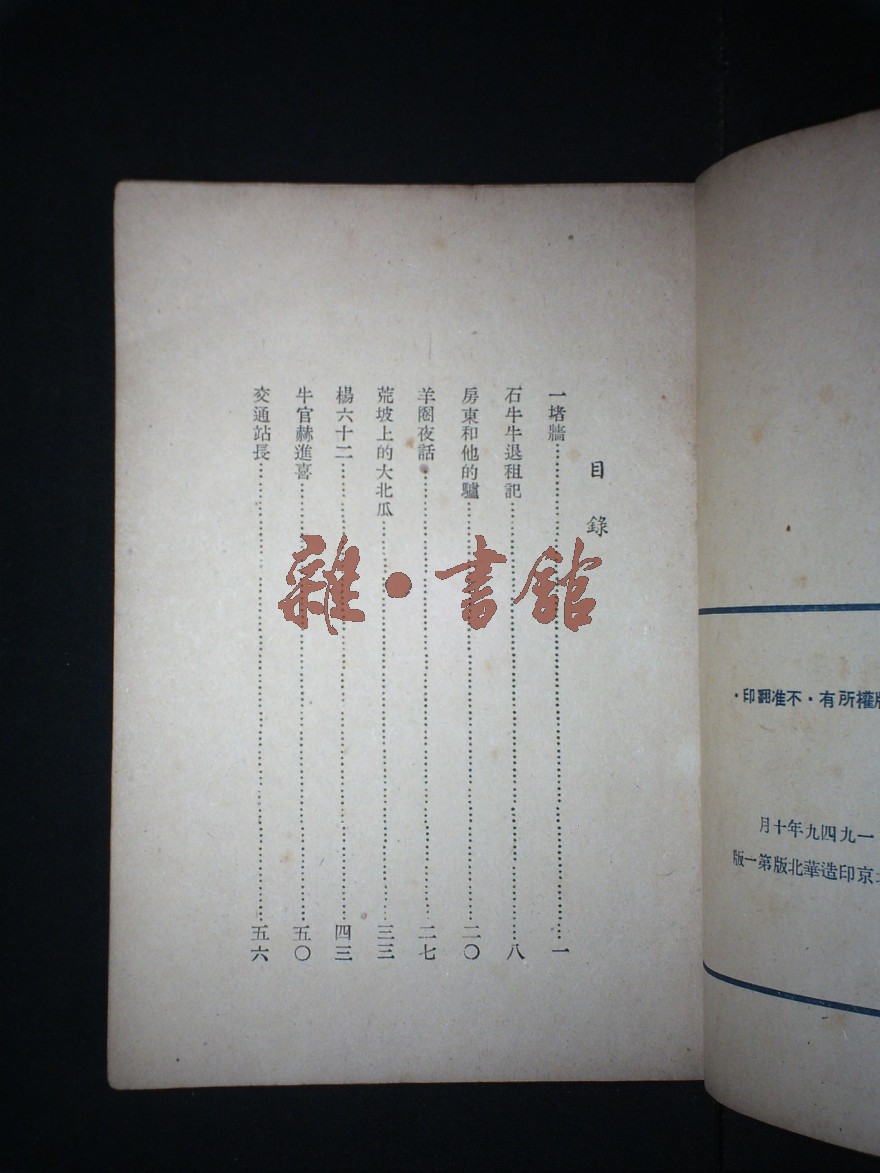 目錄
一堵牆……一
石牛牛退租記……八
房東和他的驢……二〇
羊圈夜話……二七
荒坡上的大北瓜……三三
楊六十二……四三
牛官赫進喜……五〇
交通站長……五六
雜·書館
版權所有·不准翻印·
一九四九年十月
京印造華北版第一版